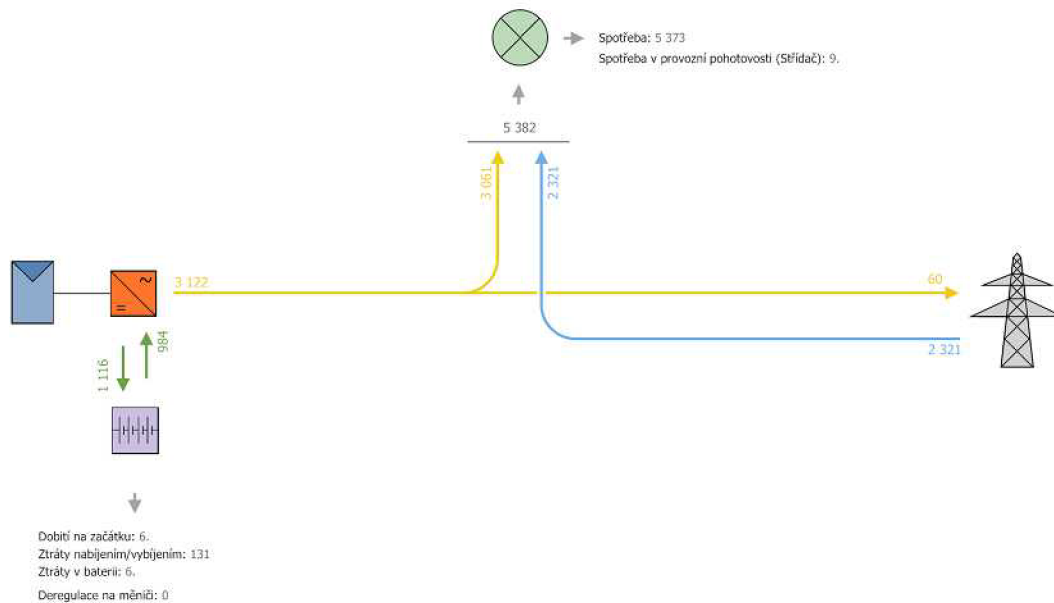 Spotřeba: 5 373
Spotřeba v provozní pohotovosti (Střídač): 9.
5 382
3 061
2 321
3 122
60
2 321
1 116
984
Dobití na začátku: 6.
Ztráty nabíjením/vybíjením: 131
Ztráty v baterii: 6.
Deregulace na měniči: 0